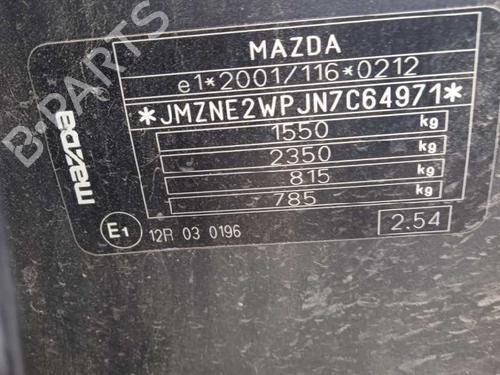 B-PARTS
MAZDA
e1*2001/116*0212
*JMZNE2WPJN7C64971*
1550 kg
2350 kg
815 kg
785 kg
mazda
E1 12R 03 0196 2.54